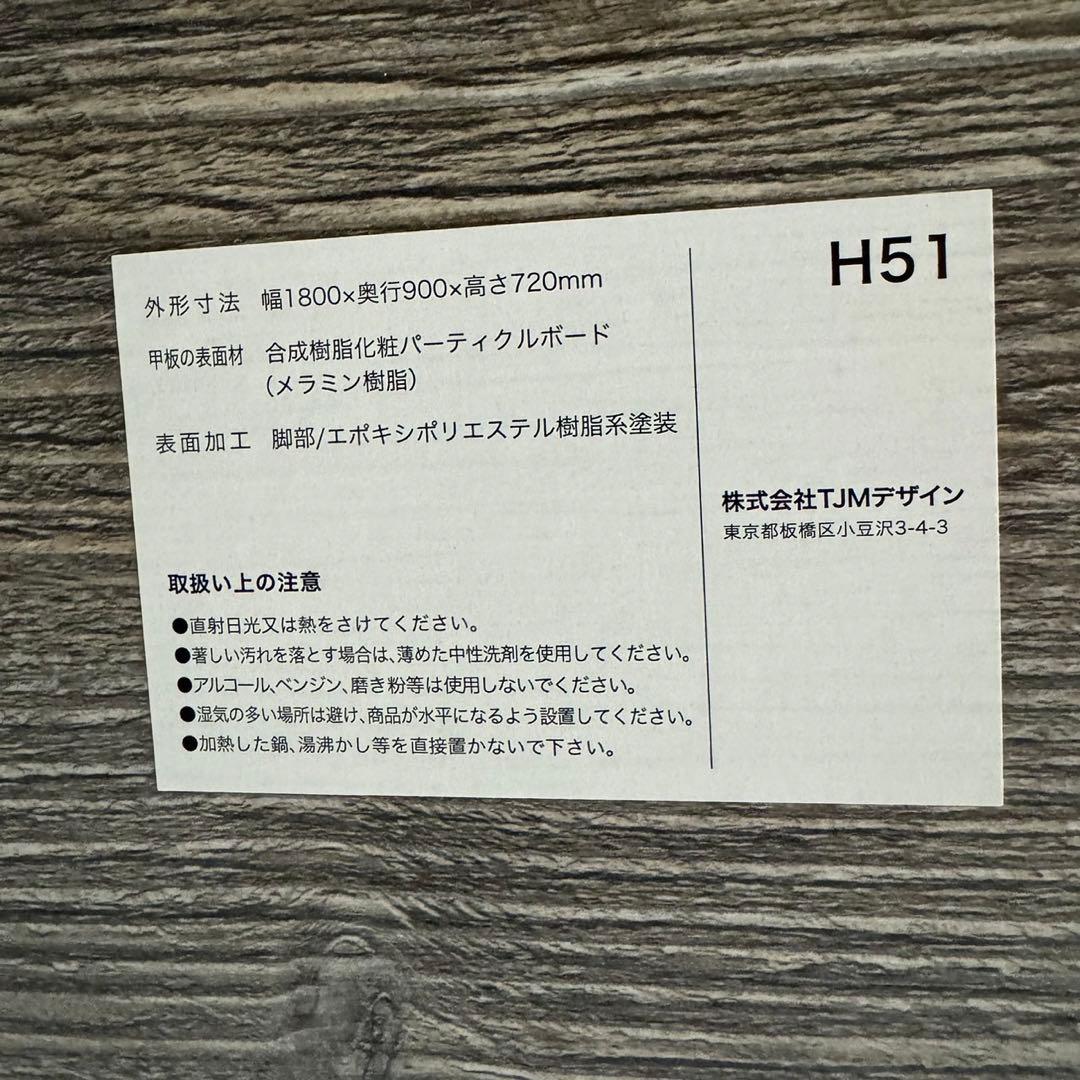 H51
外形寸法 幅1800×奥行900×高さ720mm
甲板の表面材 合成樹脂化粧パーティクルボード
(メラミン樹脂)
表面加工 脚部/エポキシポリエステル樹脂系塗装
株式会社TJMデザイン
東京都板橋区小豆沢3-4-3
取扱い上の注意
●直射日光又は熱をさけてください。
●著しい汚れを落とす場合は、薄めた中性洗剤を使用してください。
●アルコール、ベンジン、磨き粉等は使用しないでください。
●湿気の多い場所は避け、商品が水平になるよう設置してください。
●加熱した鍋、湯沸かし等を直接置かないで下さい。